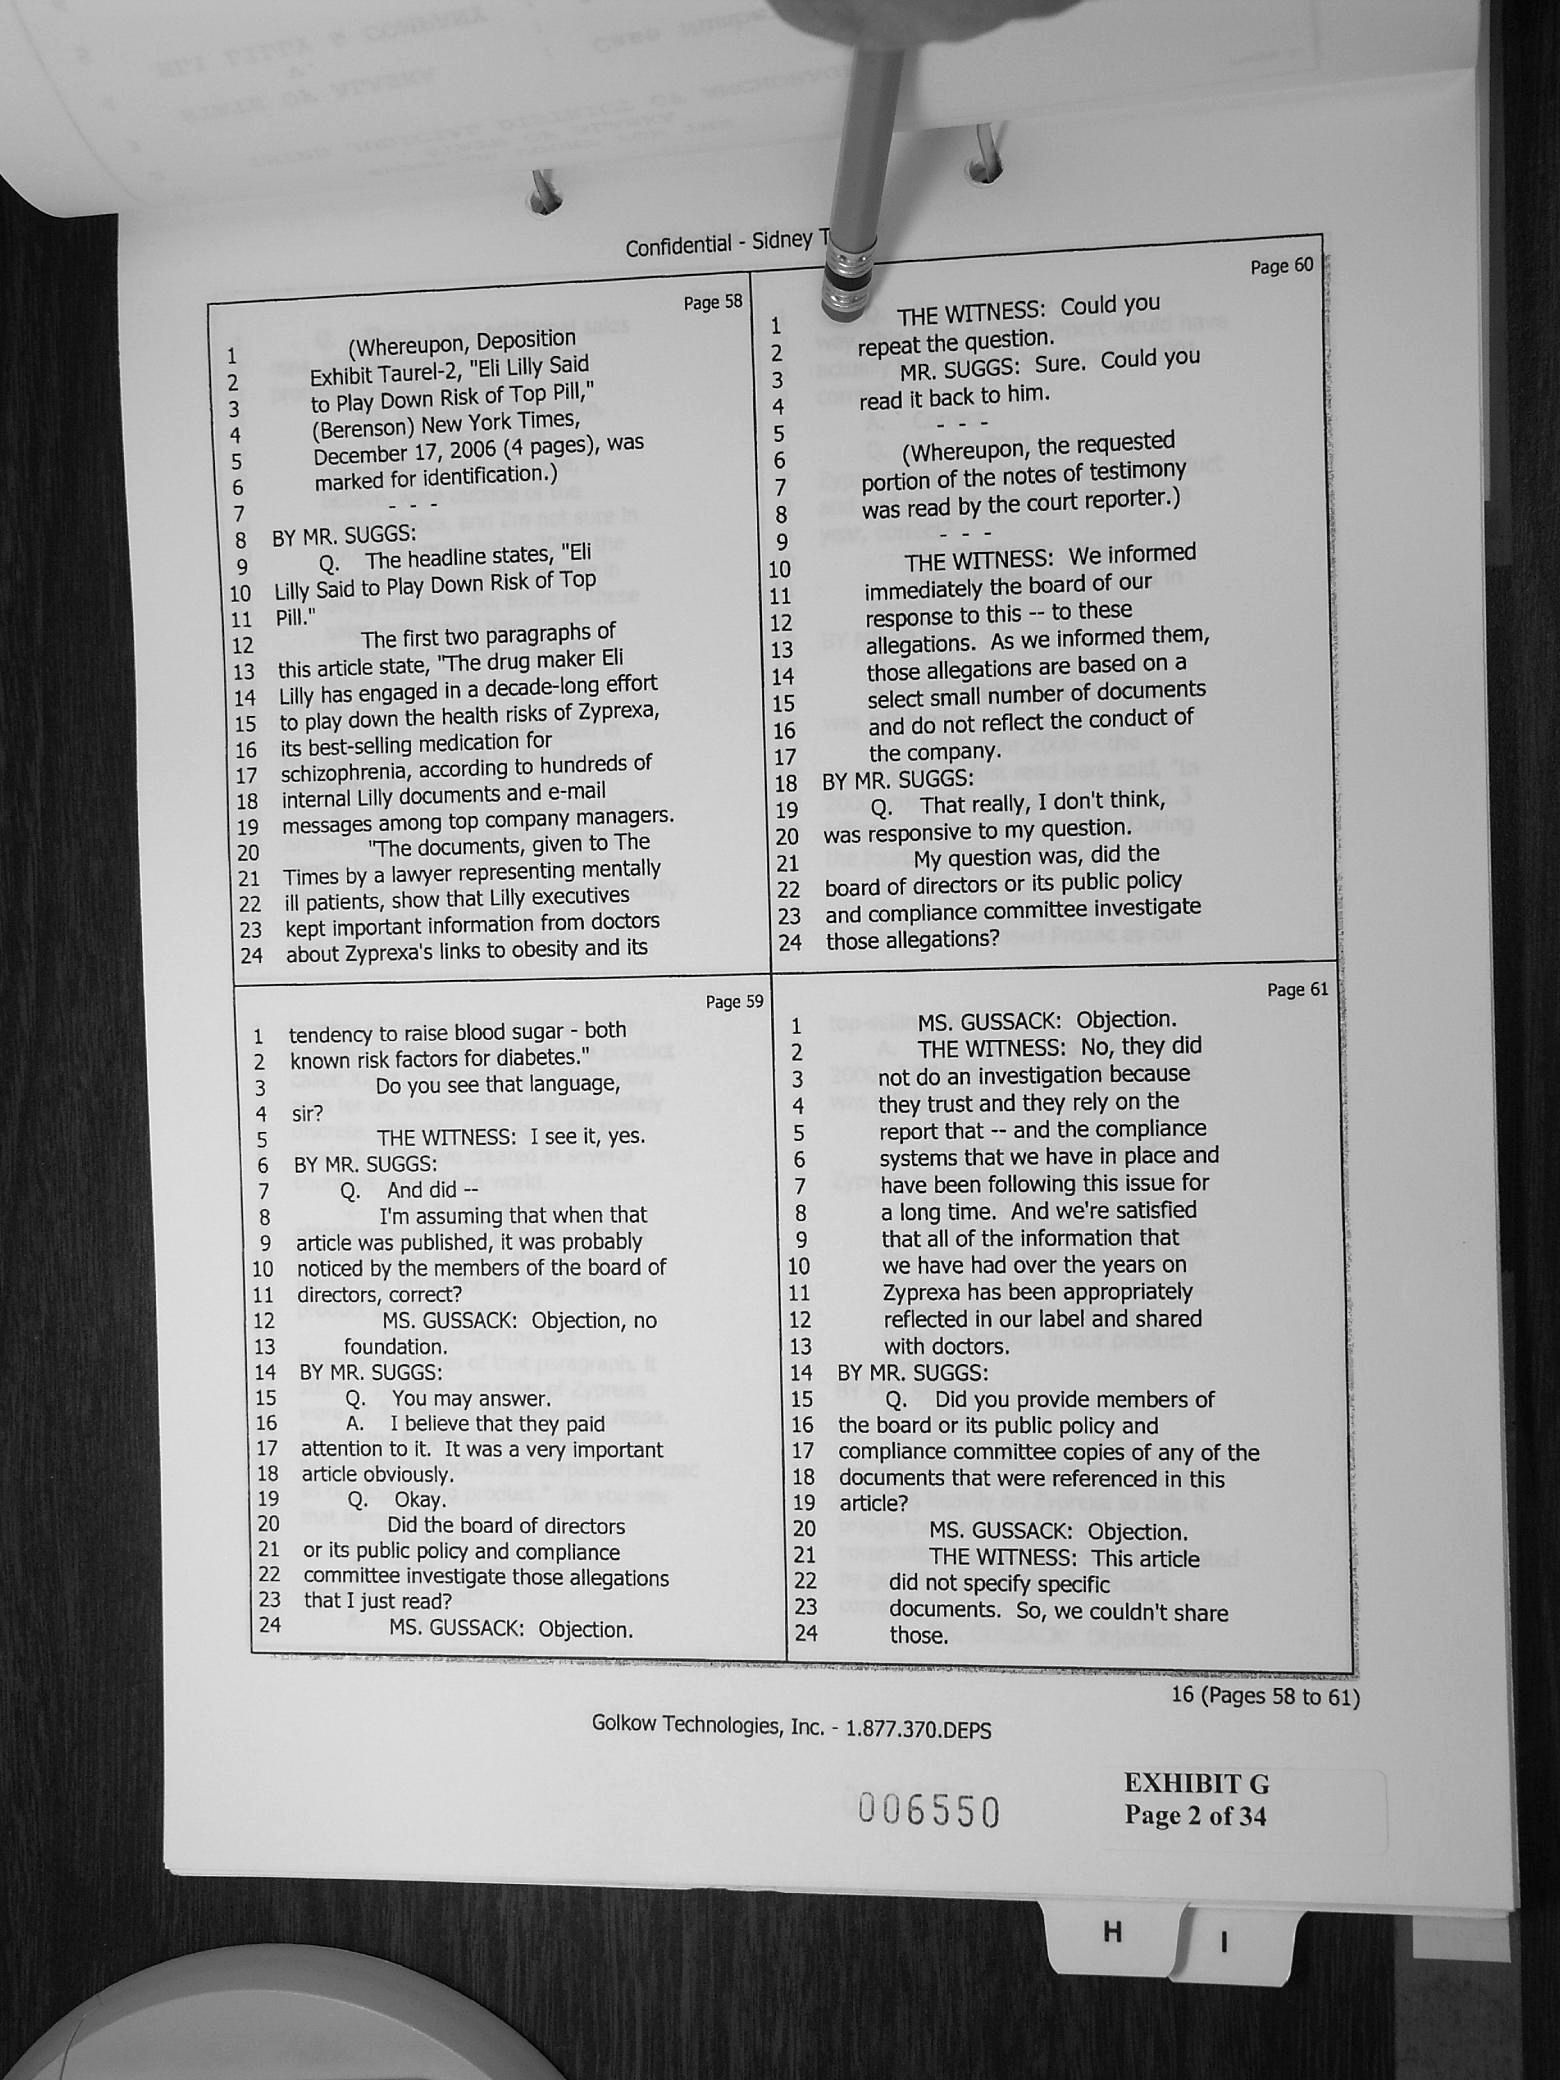 Confidential - Sidney T
Page 58
1 (Whereupon, Deposition
2 Exhibit Taurel-2, "Eli Lilly Said
3 to Play Down Risk of Top Pill,"
4 (Berenson) New York Times,
5 December 17, 2006 (4 pages), was
6 marked for identification.)
7 - - -
8 BY MR. SUGGS:
9 Q. The headline states, "Eli
10 Lilly Said to Play Down Risk of Top
11 Pill."
12 The first two paragraphs of
13 this article state, "The drug maker Eli
14 Lilly has engaged in a decade-long effort
15 to play down the health risks of Zyprexa,
16 its best-selling medication for
17 schizophrenia, according to hundreds of
18 internal Lilly documents and e-mail
19 messages among top company managers.
20 "The documents, given to The
21 Times by a lawyer representing mentally
22 ill patients, show that Lilly executives
23 kept important information from doctors
24 about Zyprexa's links to obesity and its
Page 59
1 tendency to raise blood sugar - both
2 known risk factors for diabetes."
3 Do you see that language,
4 sir?
5 THE WITNESS: I see it, yes.
6 BY MR. SUGGS:
7 Q. And did --
8 I'm assuming that when that
9 article was published, it was probably
10 noticed by the members of the board of
11 directors, correct?
12 MS. GUSSACK: Objection, no
13 foundation.
14 BY MR. SUGGS:
15 Q. You may answer.
16 A. I believe that they paid
17 attention to it. It was a very important
18 article obviously.
19 Q. Okay.
20 Did the board of directors
21 or its public policy and compliance
22 committee investigate those allegations
23 that I just read?
24 MS. GUSSACK: Objection.
Page 60
1 THE WITNESS: Could you
2 repeat the question.
3 MR. SUGGS: Sure. Could you
4 read it back to him.
5 - - -
6 (Whereupon, the requested
7 portion of the notes of testimony
8 was read by the court reporter.)
9 - - -
10 THE WITNESS: We informed
11 immediately the board of our
12 response to this -- to these
13 allegations. As we informed them,
14 those allegations are based on a
15 select small number of documents
16 and do not reflect the conduct of
17 the company.
18 BY MR. SUGGS:
19 Q. That really, I don't think,
20 was responsive to my question.
21 My question was, did the
22 board of directors or its public policy
23 and compliance committee investigate
24 those allegations?
Page 61
1 MS. GUSSACK: Objection.
2 THE WITNESS: No, they did
3 not do an investigation because
4 they trust and they rely on the
5 report that -- and the compliance
6 systems that we have in place and
7 have been following this issue for
8 a long time. And we're satisfied
9 that all of the information that
10 we have had over the years on
11 Zyprexa has been appropriately
12 reflected in our label and shared
13 with doctors.
14 BY MR. SUGGS:
15 Q. Did you provide members of
16 the board or its public policy and
17 compliance committee copies of any of the
18 documents that were referenced in this
19 article?
20 MS. GUSSACK: Objection.
21 THE WITNESS: This article
22 did not specify specific
23 documents. So, we couldn't share
24 those.
16 (Pages 58 to 61)
Golkow Technologies, Inc. - 1.877.370.DEPS
006550
EXHIBIT G
Page 2 of 34
H
I